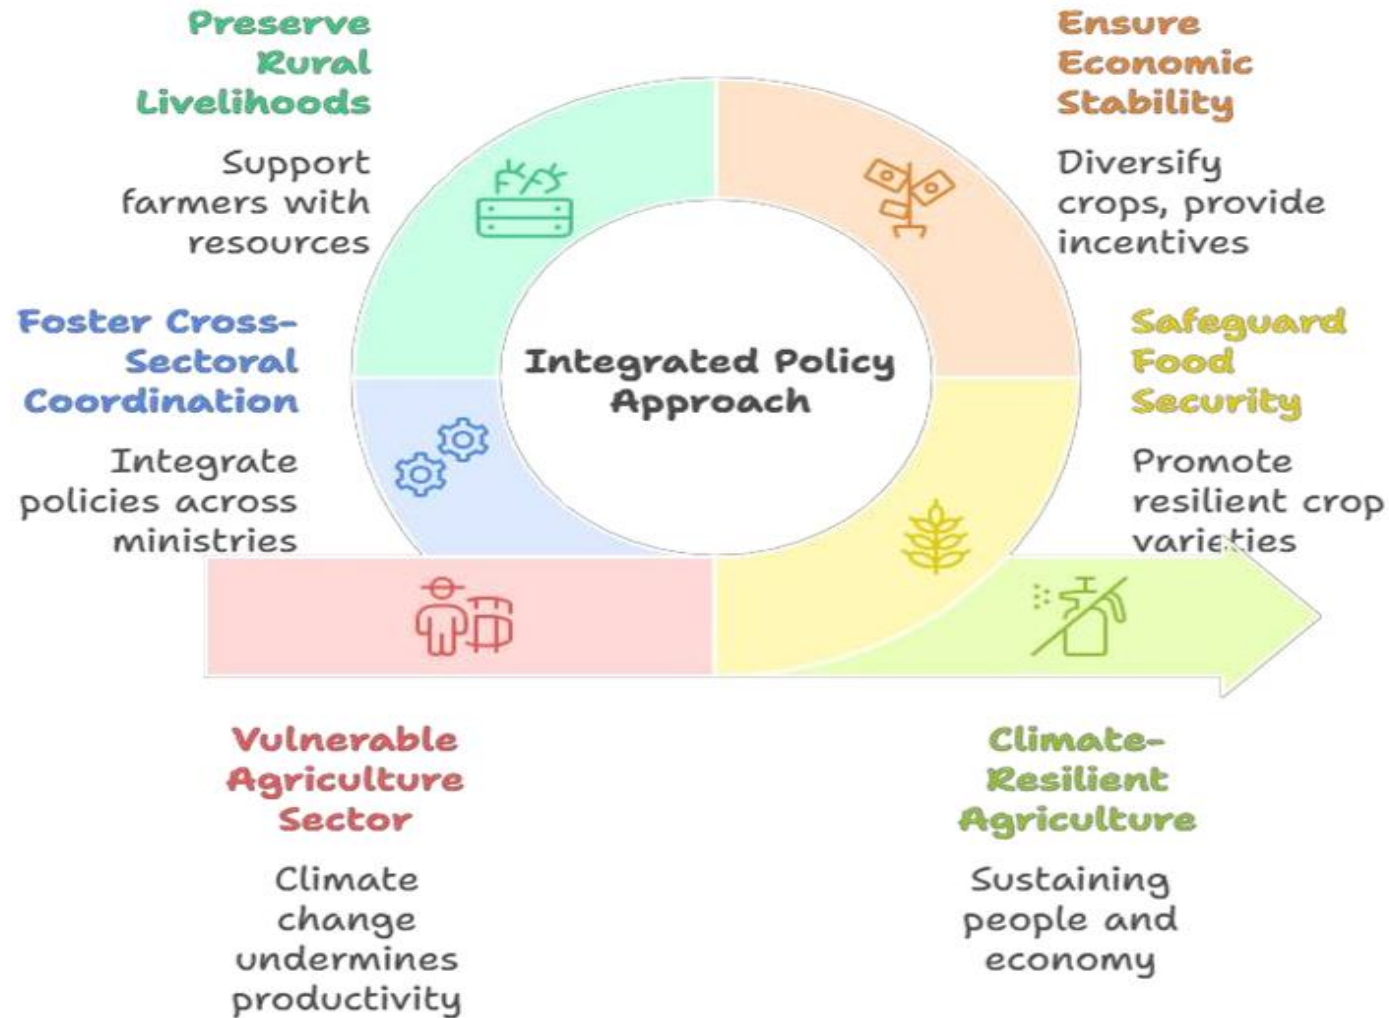 Preserve
Rural
Livelihoods
Support
farmers with
resources
Ensure
Economic
Stability
Diversify
crops, provide
incentives
Foster Cross-
Sectoral
Coordination
Integrate
policies across
ministries
Integrated Policy
Approach
Safeguard
Food
Security
Promote
resilient crop
varieties
Vulnerable
Agriculture
Sector
Climate
change
undermines
productivity
Climate-
Resilient
Agriculture
Sustaining
people and
economy